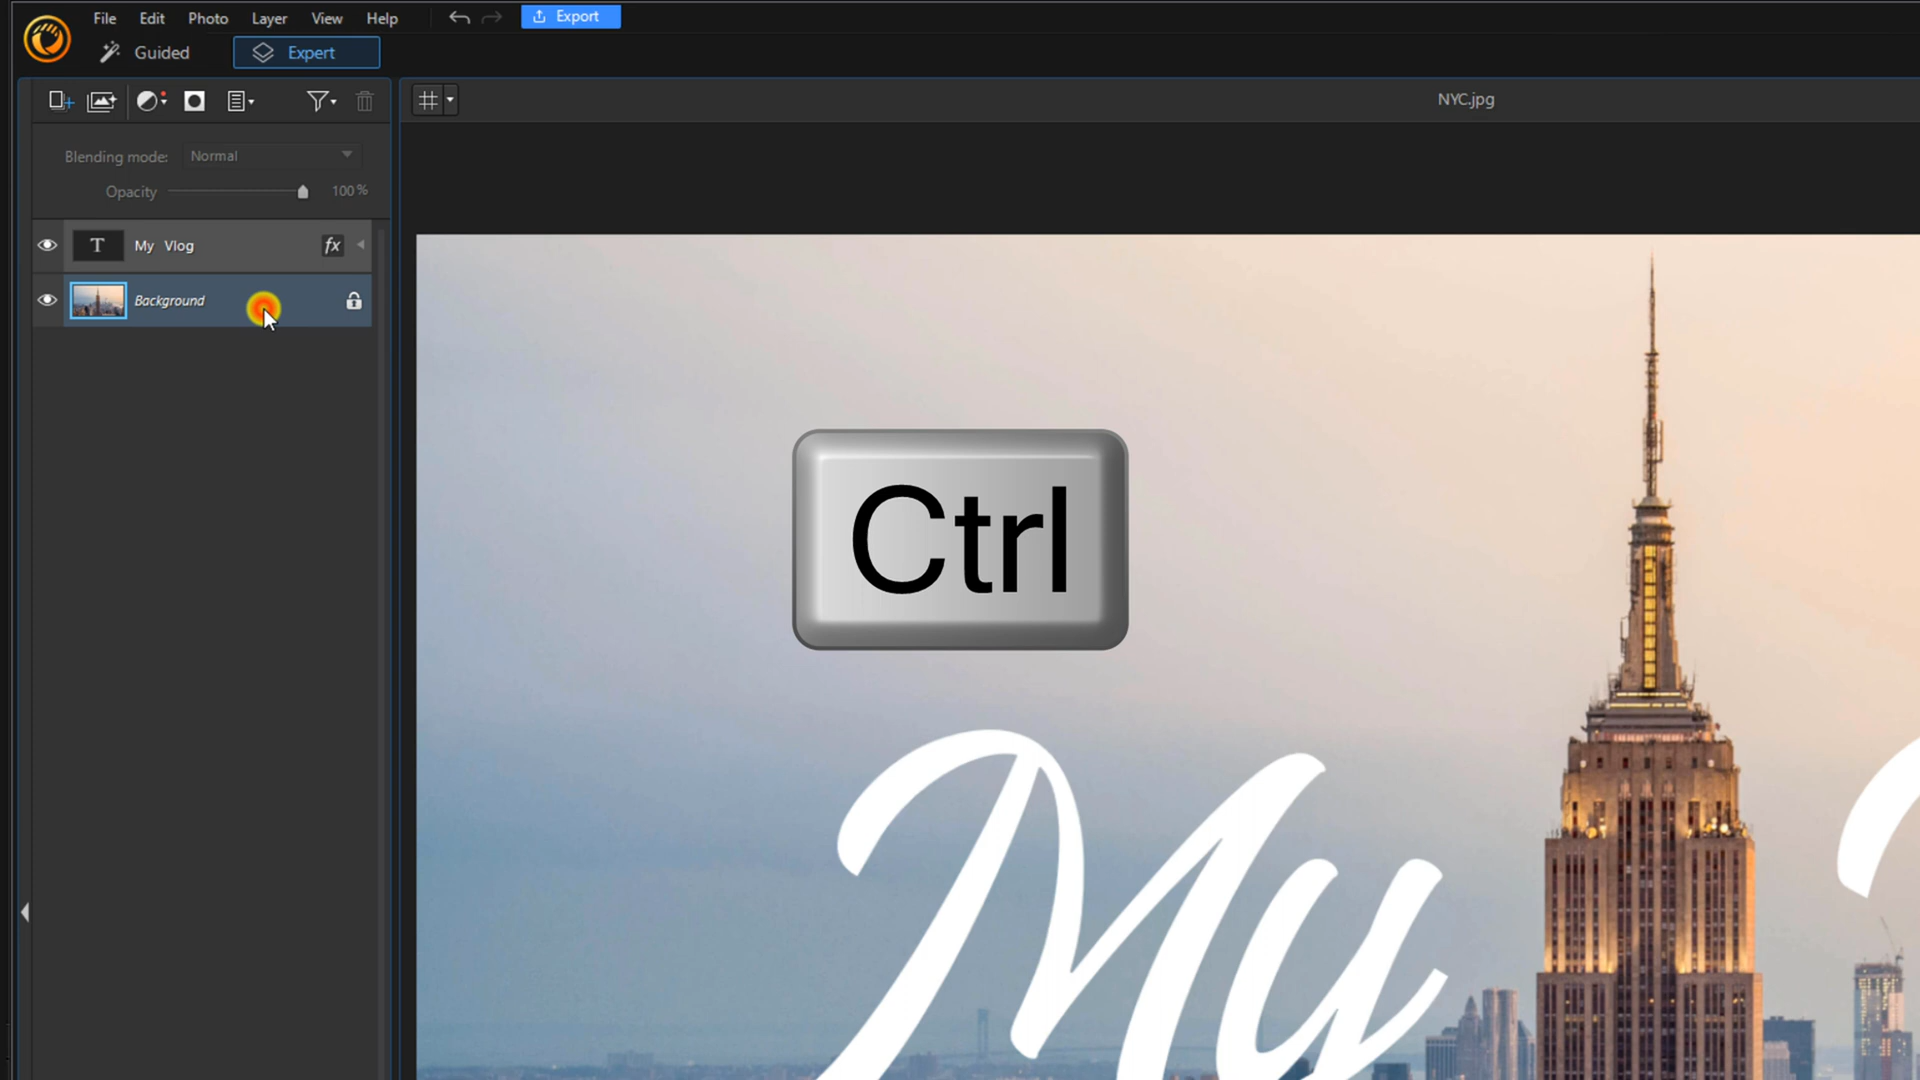 File Edit Photo Layer View Help Export
Guided Expert
NYC.jpg
Blending mode: Normal
Opacity 100%
T My Vlog fx
Background
Ctrl
My